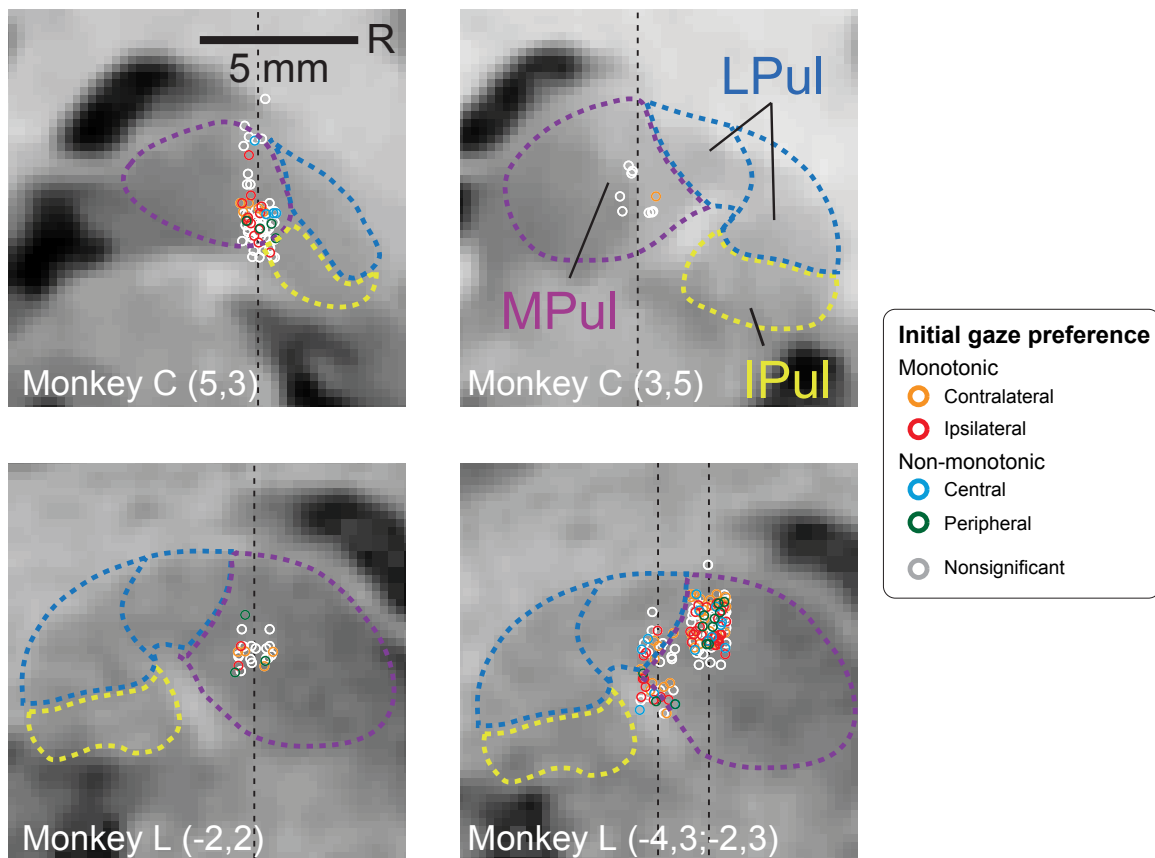 R
5 mm
Monkey C (5,3)
LPul
MPul
IPul
Monkey C (3,5)
Initial gaze preference
Monotonic
Contralateral
Ipsilateral
Non-monotonic
Central
Peripheral
Nonsignificant
Monkey L (-2,2)
Monkey L (-4,3;-2,3)